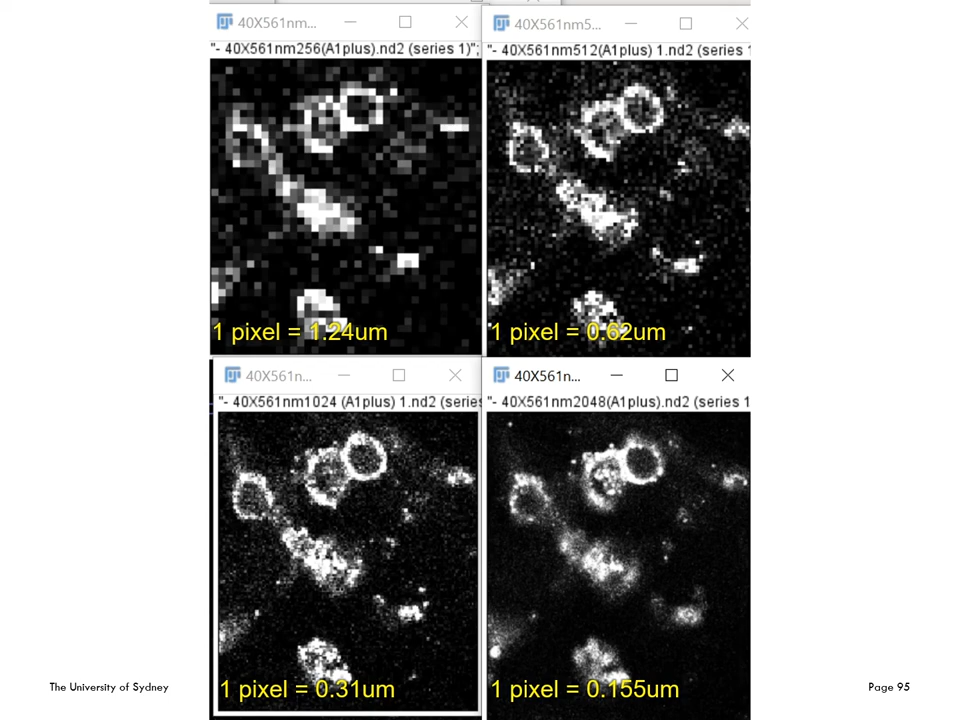 40X561nm...
"- 40X561nm256(A1plus).nd2 (series 1)";
1 pixel = 1.24um
40X561nm5...
"- 40X561nm512(A1plus) 1.nd2 (series 1
1 pixel = 0.62um
40X561n...
"- 40X561nm1024 (A1plus) 1.nd2 (series
1 pixel = 0.31um
40X561n...
"- 40X561nm2048(A1plus).nd2 (series 1
1 pixel = 0.155um
The University of Sydney
Page 95